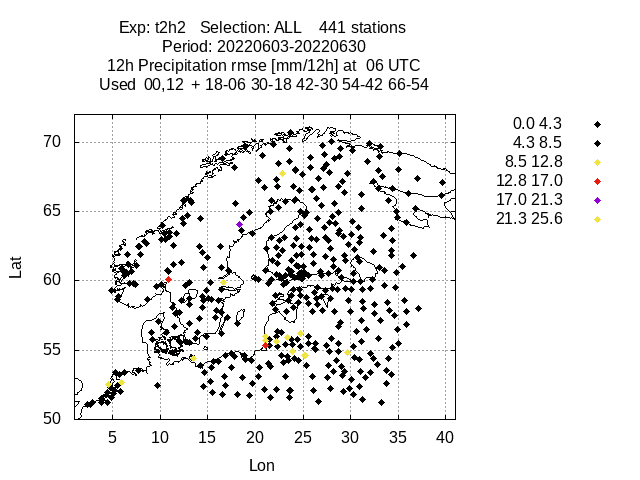 Exp: t2h2 Selection: ALL 441 stations
Period: 20220603-20220630
12h Precipitation rmse [mm/12h] at 06 UTC
Used 00,12 + 18-06 30-18 42-30 54-42 66-54
70
65
60
55
50
Lat
5 10 15 20 25 30 35 40
Lon
0.0 4.3
4.3 8.5
8.5 12.8
12.8 17.0
17.0 21.3
21.3 25.6